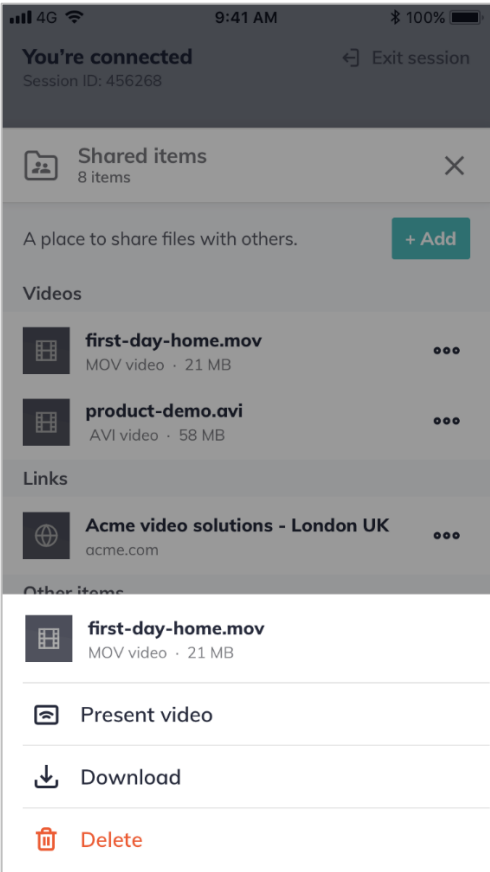 4G 9:41 AM 100%
You're connected Exit session
Session ID: 456268
Shared items
8 items
A place to share files with others. + Add
Videos
first-day-home.mov
MOV video · 21 MB
product-demo.avi
AVI video · 58 MB
Links
Acme video solutions - London UK
acme.com
Other items
first-day-home.mov
MOV video · 21 MB
Present video
Download
Delete